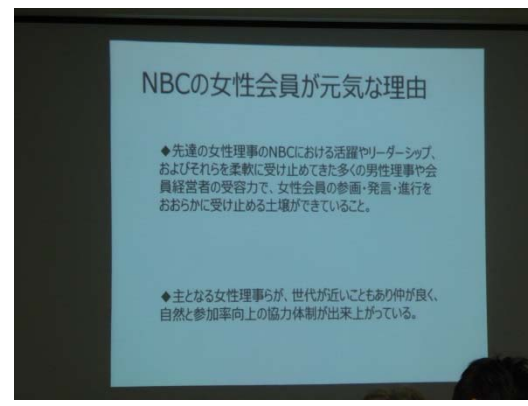 NBCの女性会員が元気な理由
◆先達の女性理事のNBCにおける活躍やリーダーシップ、
およびそれらを柔軟に受け止めてきた多くの男性理事や会
員経営者の受容力で、女性会員の参画・発言・進行を
おおらかに受け止める土壌ができていること。
◆主となる女性理事らが、世代が近いこともあり仲が良く、
自然と参加率向上の協力体制が出来上がっている。